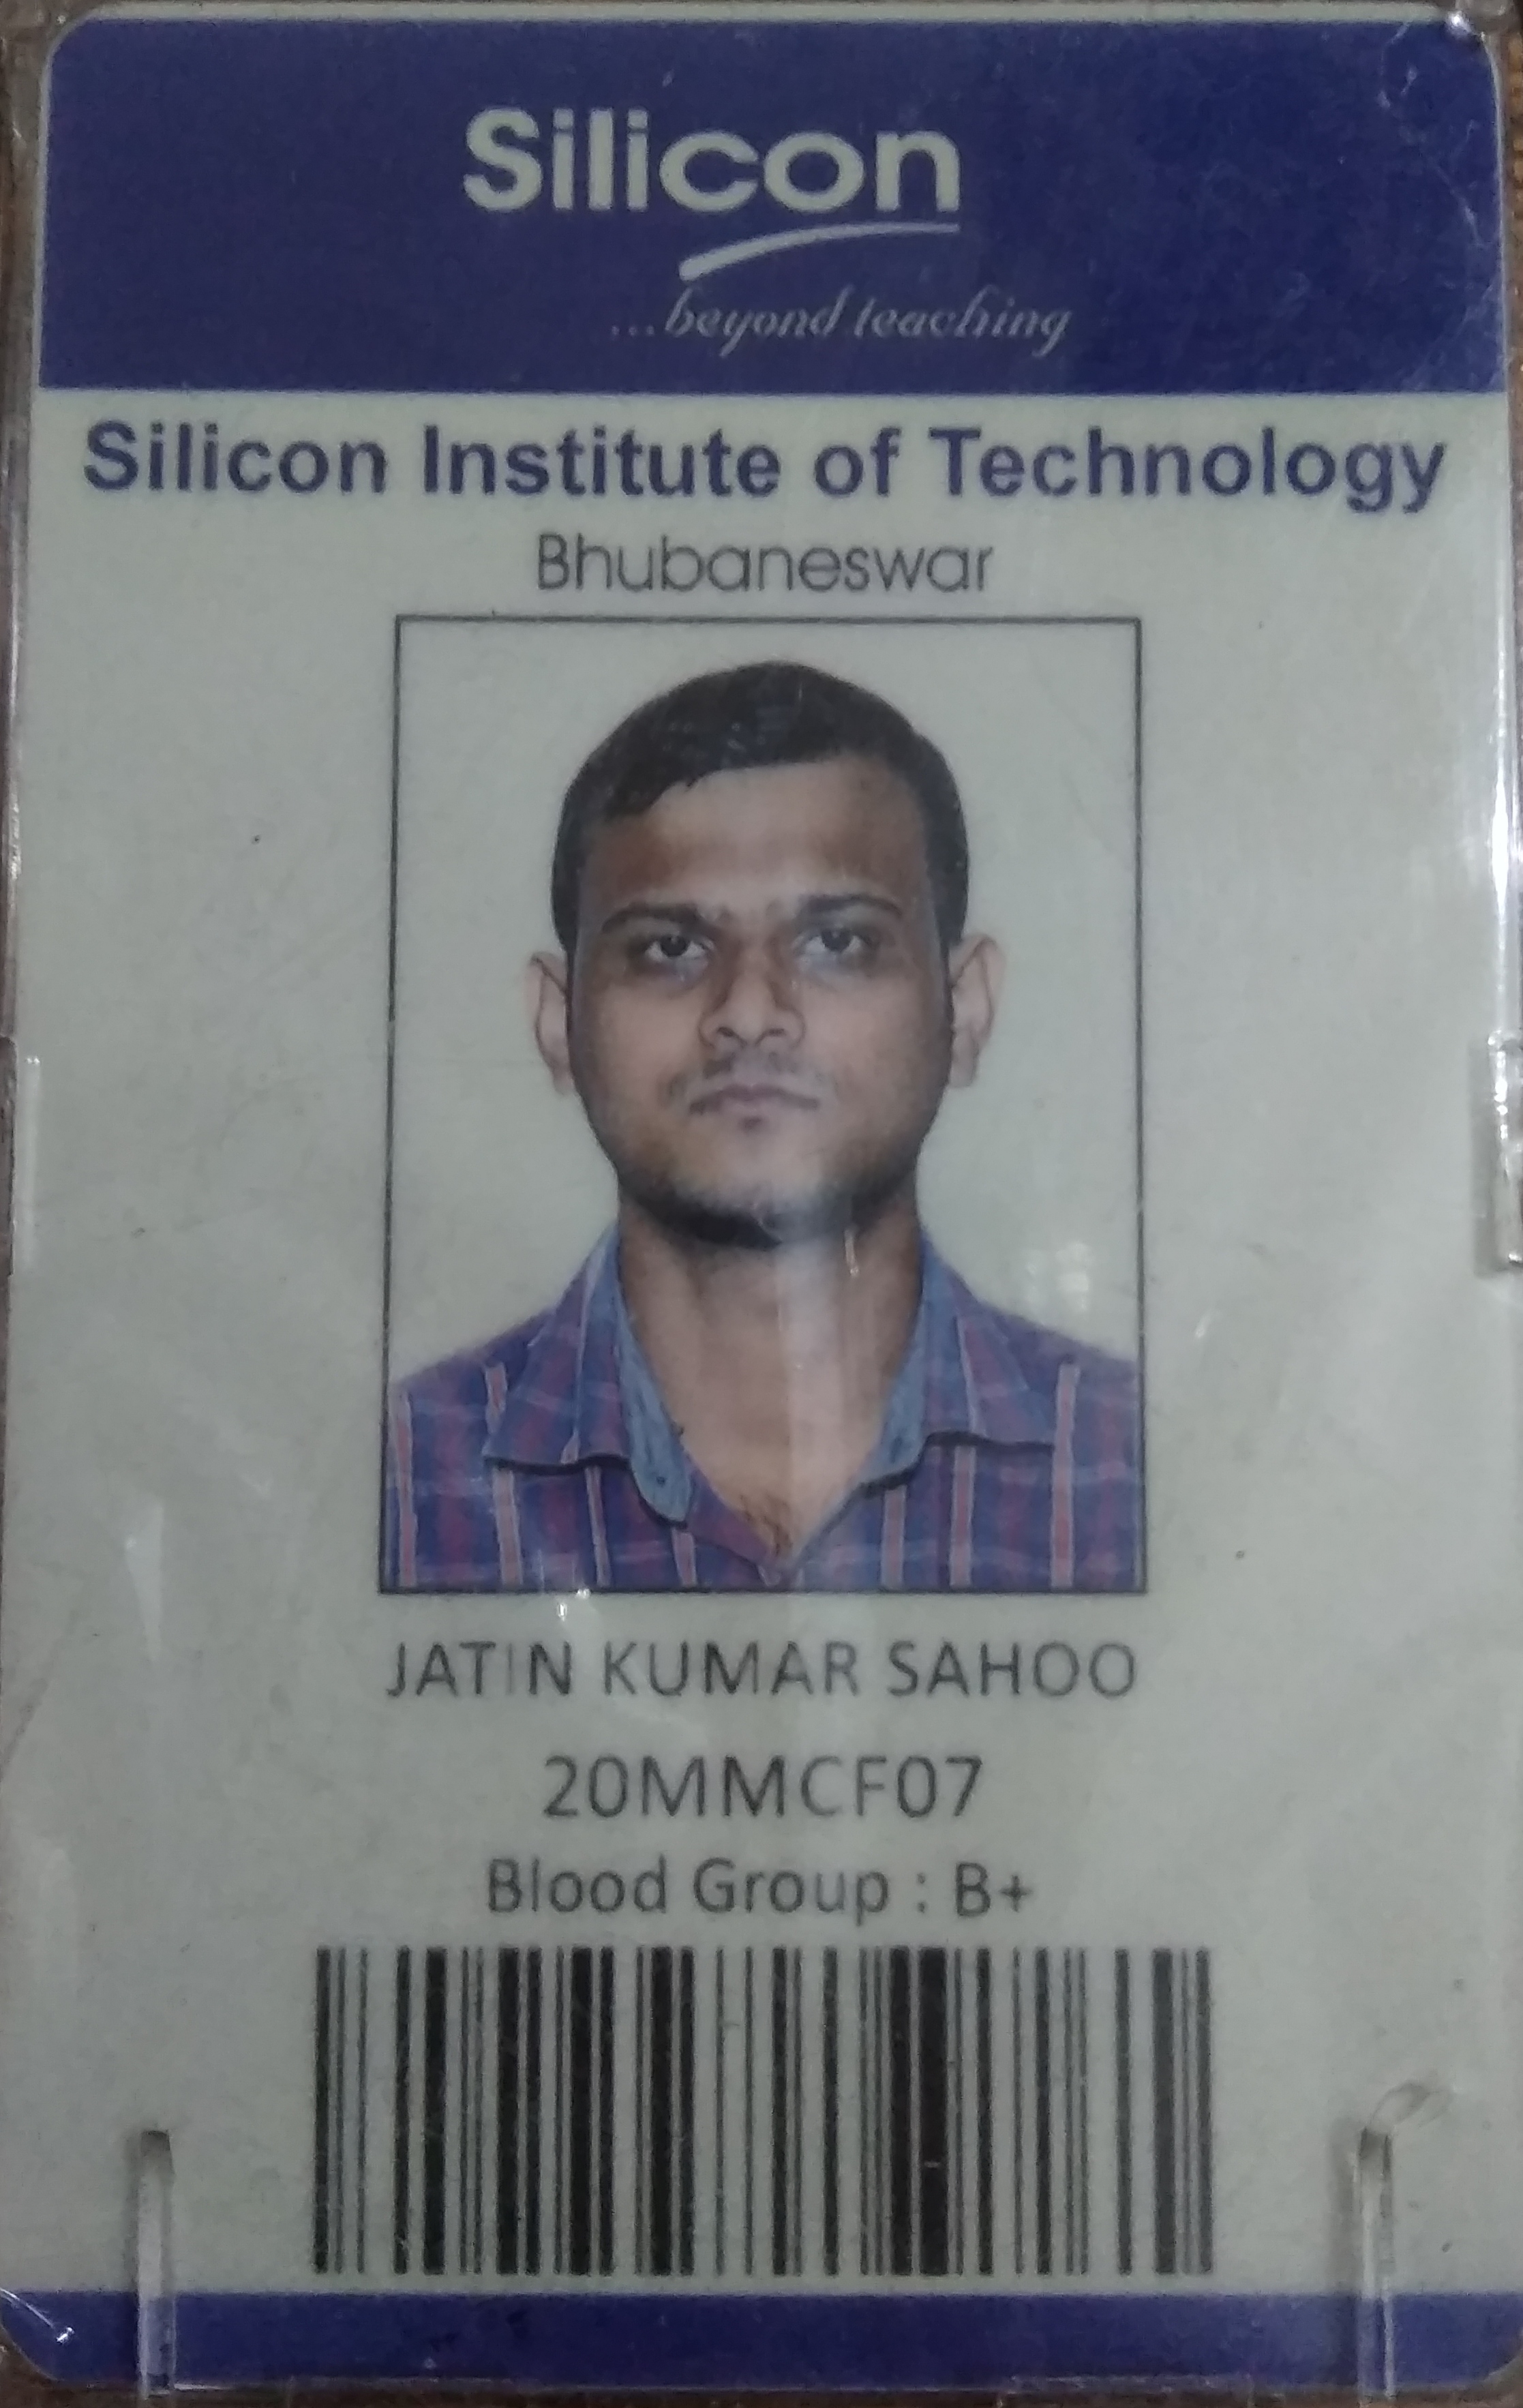 Silicon
...beyond teaching
Silicon Institute of Technology
Bhubaneswar
JATIN KUMAR SAHOO
20MMCF07
Blood Group : B+